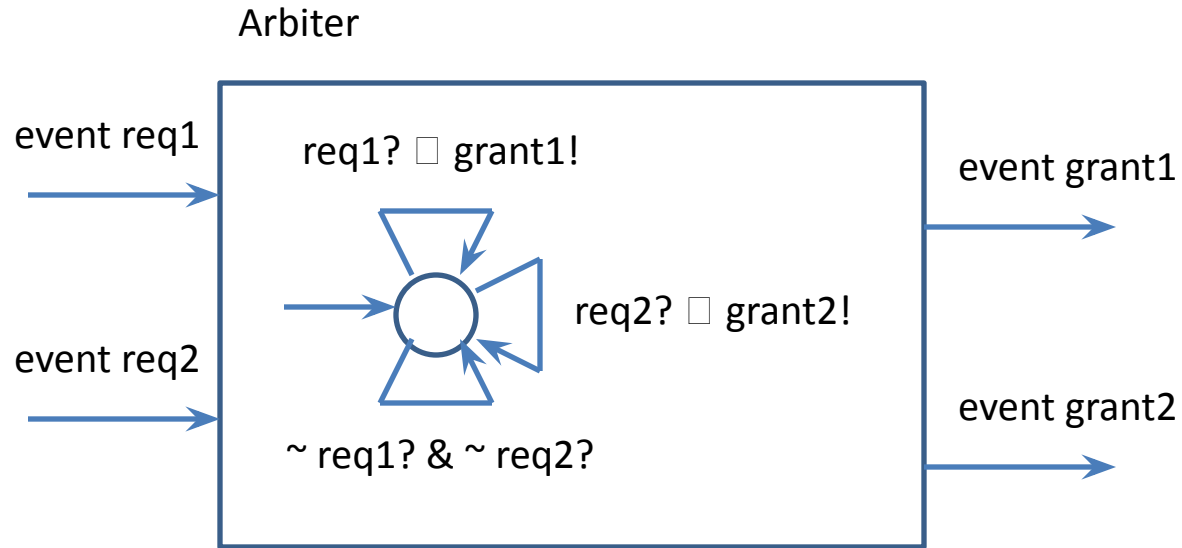 Arbiter
event req1
req1? □ grant1!
event grant1
req2? □ grant2!
event req2
event grant2
~ req1? & ~ req2?